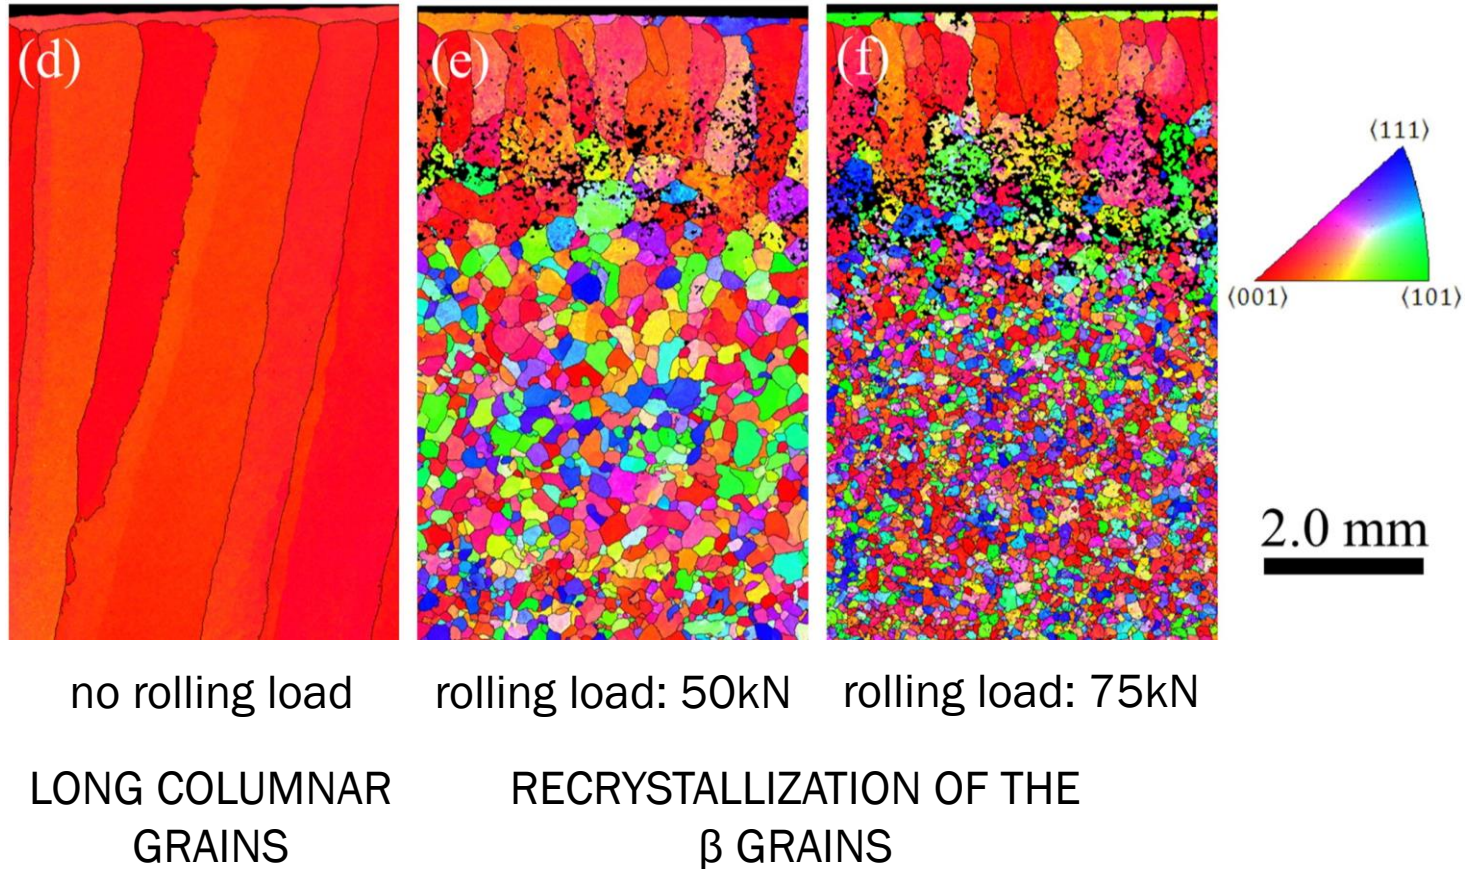 (d)
(e)
(f)
⟨111⟩
⟨001⟩
⟨101⟩
2.0 mm
no rolling load
rolling load: 50kN
rolling load: 75kN
LONG COLUMNAR
GRAINS
RECRYSTALLIZATION OF THE
β GRAINS